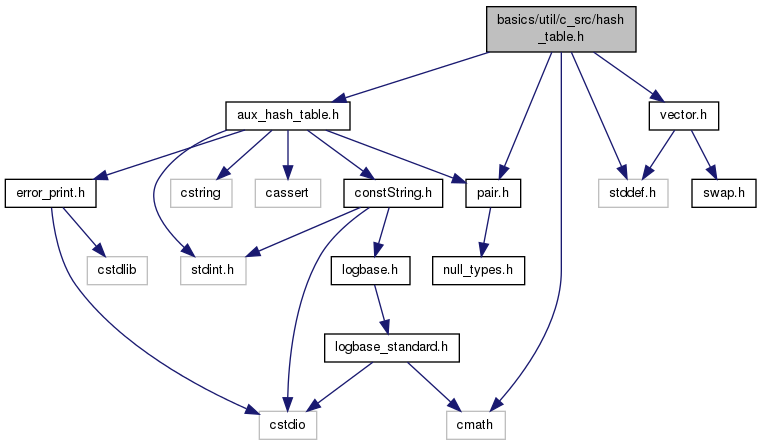 basics/util/c_src/hash
_table.h
aux_hash_table.h
vector.h
error_print.h
cstring
cassert
constString.h
pair.h
stddef.h
swap.h
cstdlib
stdint.h
logbase.h
null_types.h
logbase_standard.h
cstdio
cmath